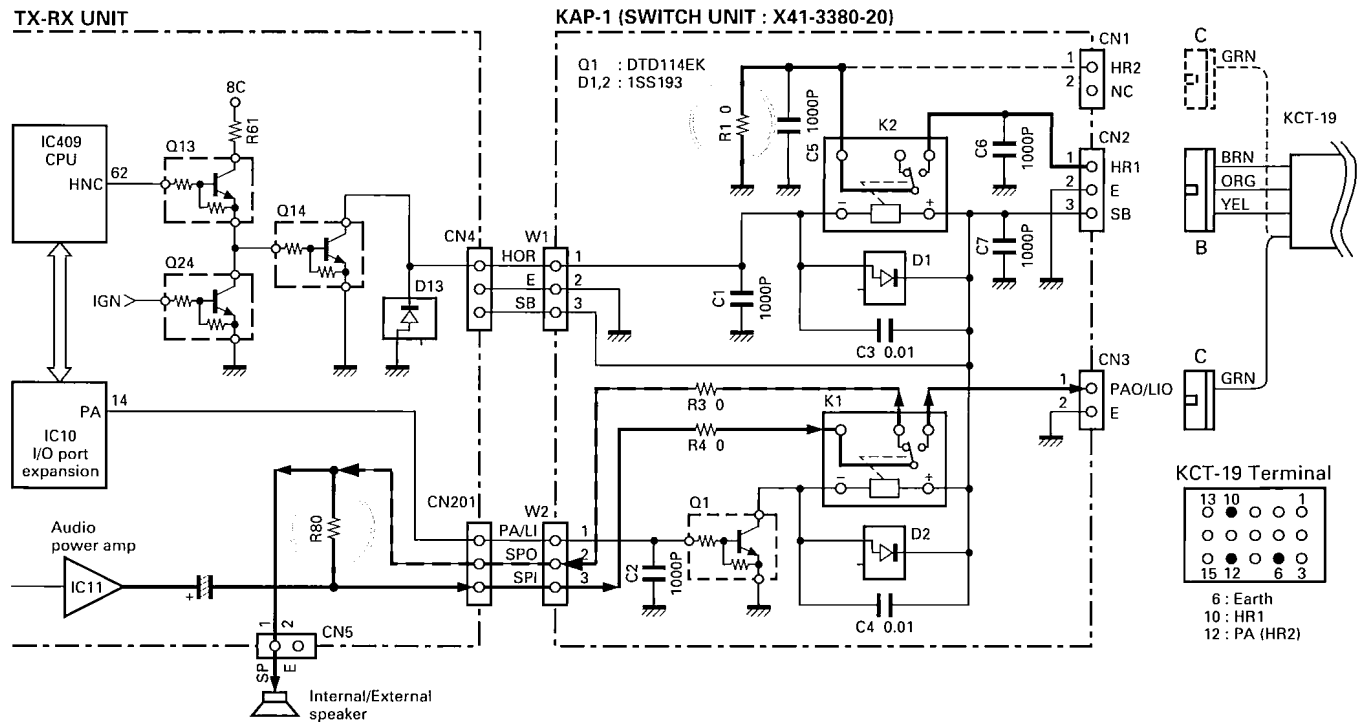 TX-RX UNIT
KAP-1 (SWITCH UNIT : X41-3380-20)
Q1 : DTD114EK
D1,2 : 1SS193
8C
R61
IC409
CPU
HNC
62
Q13
Q14
Q24
IGN
D13
CN4
HOR
E
SB
W1
1
2
3
R1 0
1000P
C5
K2
C6
1000P
CN1
1
HR2
2
NC
CN2
1
HR1
2
E
3
SB
C
GRN
KCT-19
BRN
ORG
YEL
B
C1
1000P
D1
C3 0.01
C7
1000P
PA
14
IC10
I/O port
expansion
R3 0
R4 0
K1
CN3
1
PAO/LIO
2
E
C
GRN
Audio
power amp
IC11
+
R80
CN201
PA/LI
SPO
SPI
W2
1
2
3
C2
1000P
Q1
− +
− +
D2
C4 0.01
1
2
CN5
SP
E
Internal/External
speaker
KCT-19 Terminal
13 10 1
15 12 6 3
6 : Earth
10 : HR1
12 : PA (HR2)